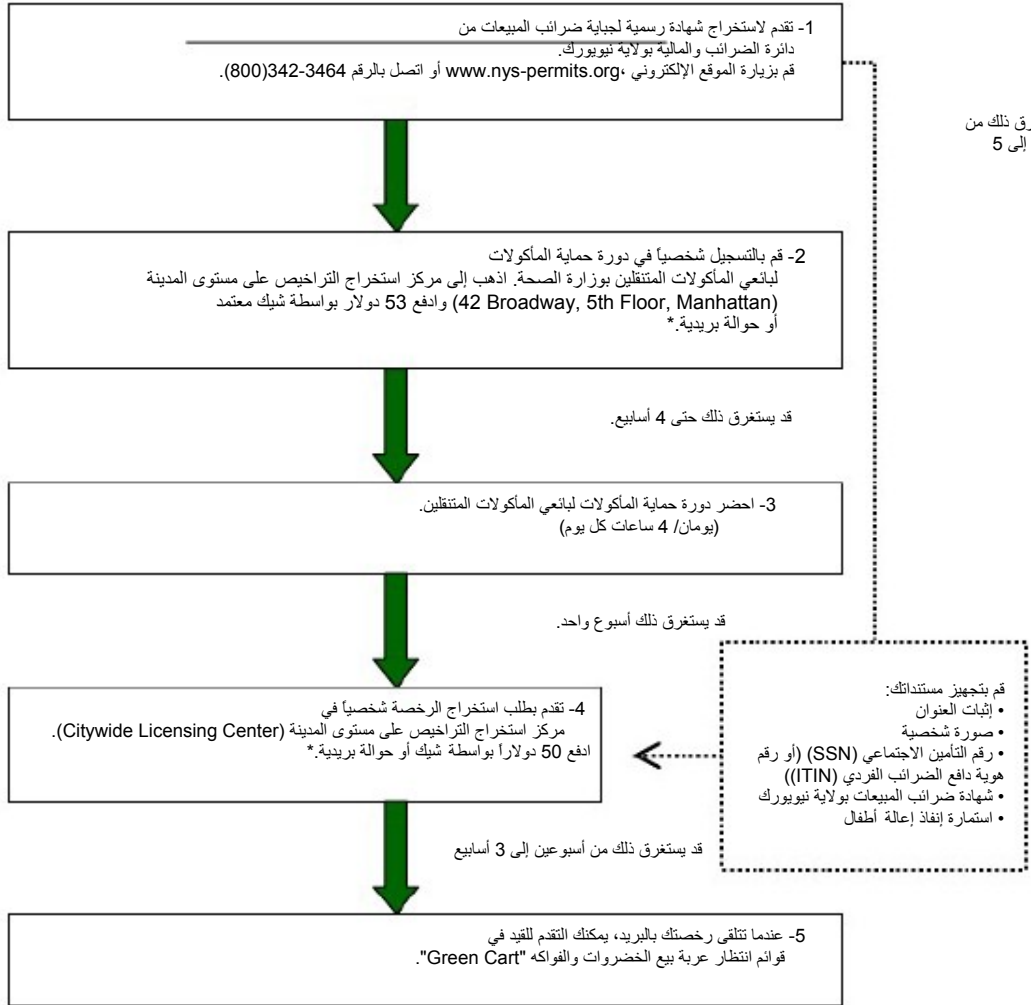 1- تقدم لاستخراج شهادة رسمية لجباية ضرائب المبيعات من
دائرة الضرائب والمالية بولاية نيويورك.
قم بزيارة الموقع الإلكتروني ،www.nys-permits.org أو اتصل بالرقم 3464-342(800).
رق ذلك من
إلى 5
2- قم بالتسجيل شخصياً في دورة حماية المأكولات
لبائعي المأكولات المتنقلين بوزارة الصحة. اذهب إلى مركز استخراج التراخيص على مستوى المدينة
(42 Broadway, 5th Floor, Manhattan) وادفع 53 دولار بواسطة شيك معتمد
أو حوالة بريدية.*
قد يستغرق ذلك حتى 4 أسابيع.
3- احضر دورة حماية المأكولات لبائعي المأكولات المتنقلين.
(يومان/ 4 ساعات كل يوم)
قد يستغرق ذلك أسبوع واحد.
قم بتجهيز مستنداتك:
• إثبات العنوان
• صورة شخصية
• رقم التأمين الاجتماعي (SSN) (أو رقم
هوية دافع الضرائب الفردي (ITIN))
• شهادة ضرائب المبيعات بولاية نيويورك
• استمارة إنفاذ إعالة أطفال
4- تقدم بطلب استخراج الرخصة شخصياً في
مركز استخراج التراخيص على مستوى المدينة (Citywide Licensing Center).
ادفع 50 دولاراً بواسطة شيك أو حوالة بريدية.*
قد يستغرق ذلك من أسبوعين إلى 3 أسابيع
5- عندما تتلقى رخصتك بالبريد، يمكنك التقدم للقيد في
قوائم انتظار عربة بيع الخضروات والفواكه "Green Cart".